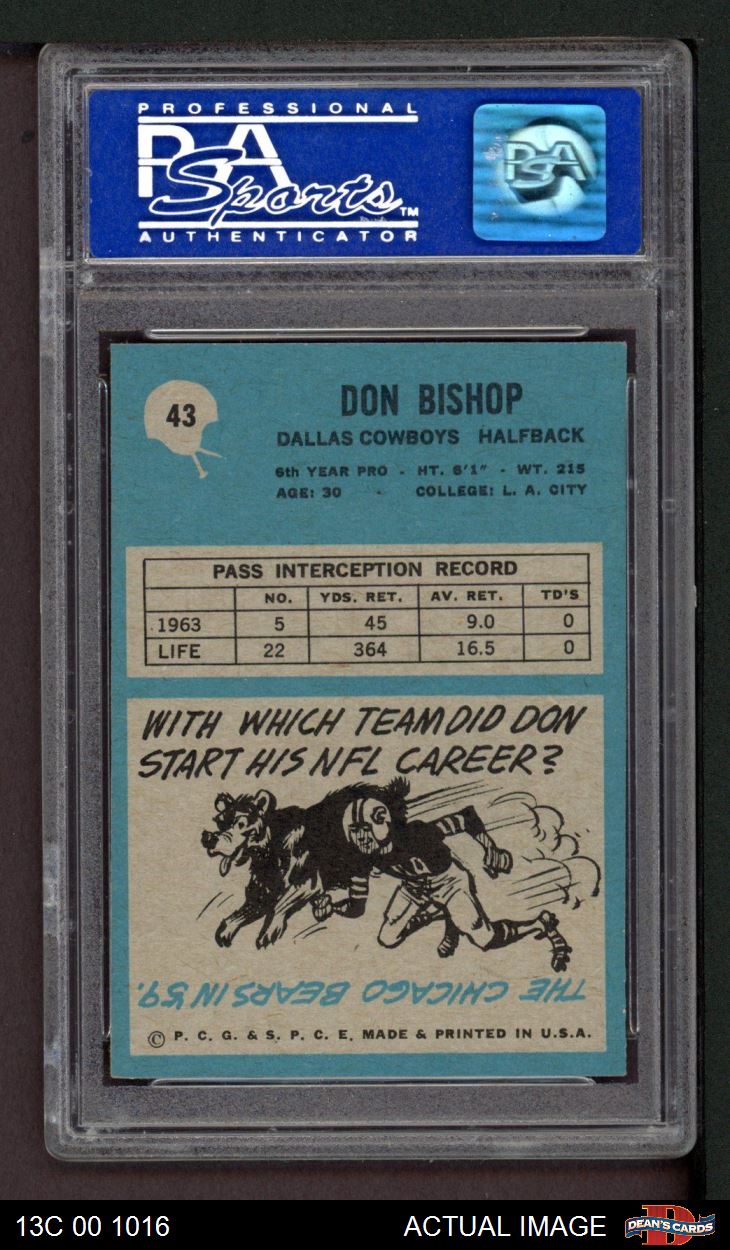 PROFESSIONAL
PSA
Sports™
AUTHENTICATOR
PSA
43
DON BISHOP
DALLAS COWBOYS HALFBACK
6th YEAR PRO - HT. 6'1" - WT. 215
AGE: 30 - COLLEGE: L. A. CITY
PASS INTERCEPTION RECORD
NO. YDS. RET. AV. RET. TD'S
1963 5 45 9.0 0
LIFE 22 364 16.5 0
WITH WHICH TEAM DID DON
START HIS NFL CAREER?
C
THE CHICAGO BEARS IN '59.
© P. C. G. & S. P. C. E. MADE & PRINTED IN U.S.A.
13C 00 1016 ACTUAL IMAGE DEAN'S CARDS